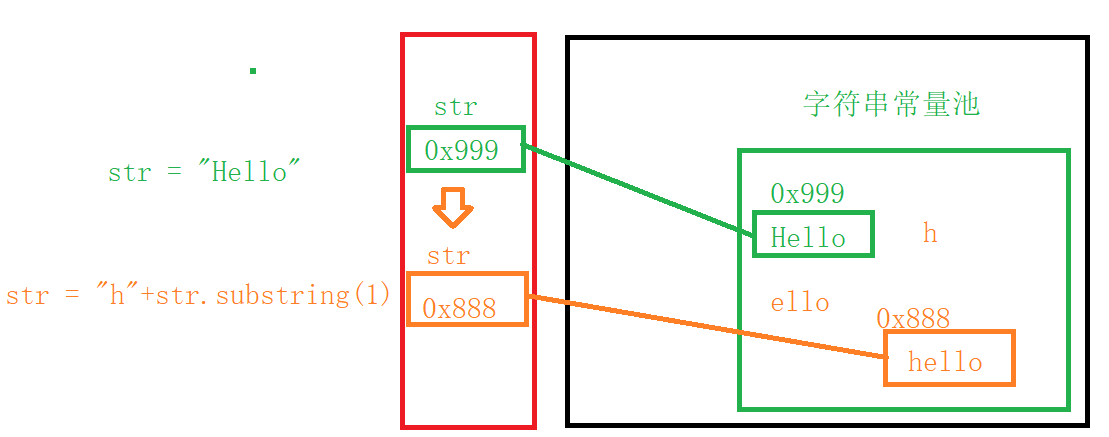 str
字符串常量池
0x999
str = "Hello"
0x999
Hello
h
str
str = "h"+str.substring(1)
0x888
ello
0x888
hello